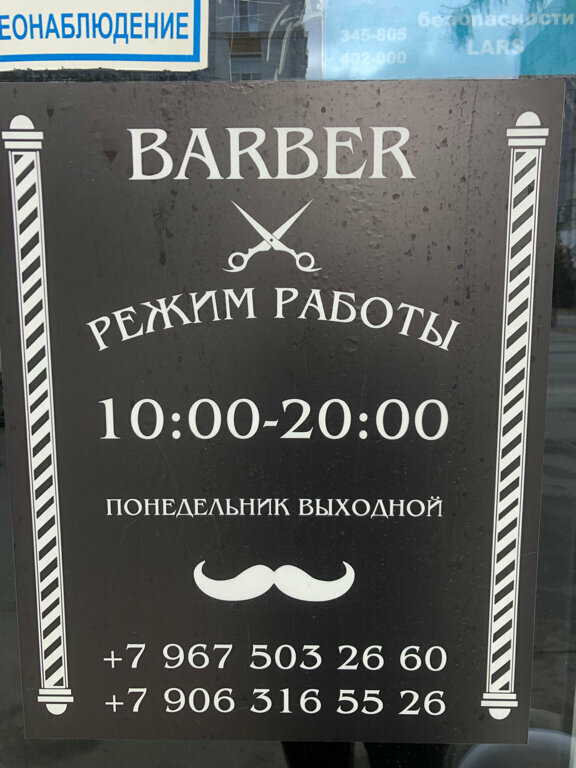 ЕОНАБЛЮДЕНИЕ
безопасности
345-805
LARS
402-000
BARBER
РЕЖИМ РАБОТЫ
10:00-20:00
ПОНЕДЕЛЬНИК ВЫХОДНОЙ
+7 967 503 26 60
+7 906 316 55 26